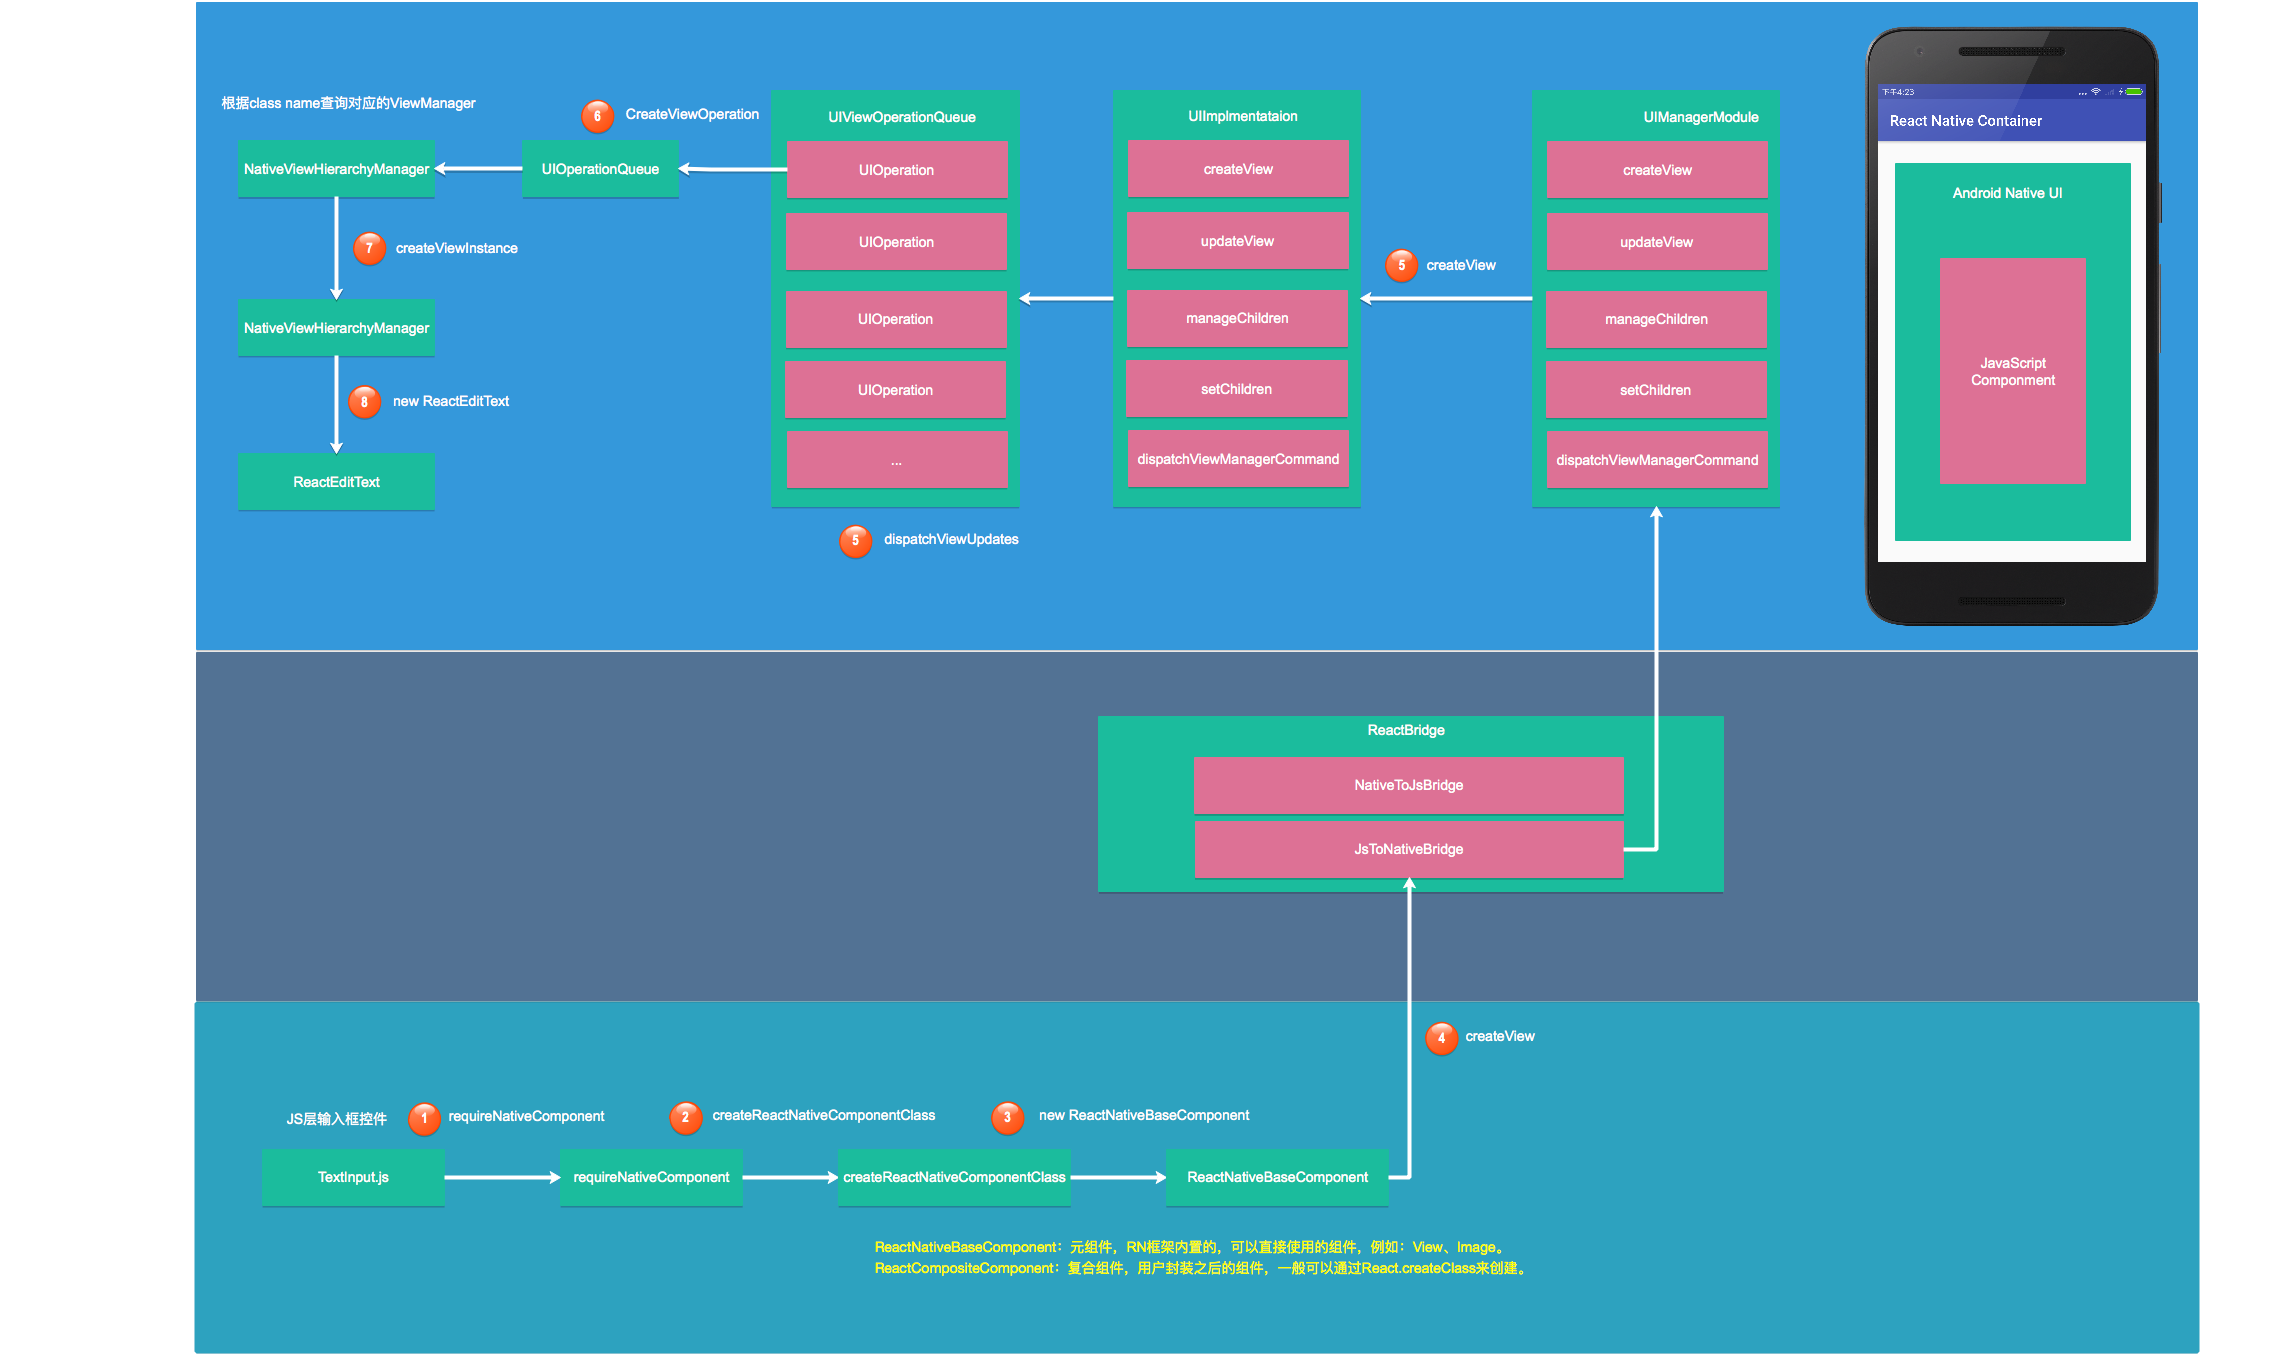 根据class name查询对应的ViewManager
6
CreateViewOperation
NativeViewHierarchyManager
UIOperationQueue
7
createViewInstance
NativeViewHierarchyManager
8
new ReactEditText
ReactEditText
UIViewOperationQueue
UIOperation
UIOperation
UIOperation
UIOperation
...
5
dispatchViewUpdates
UIImplmentataion
createView
updateView
manageChildren
setChildren
dispatchViewManagerCommand
5
createView
UIManagerModule
createView
updateView
manageChildren
setChildren
dispatchViewManagerCommand
下午4:23
React Native Container
Android Native UI
JavaScript
Componment
ReactBridge
NativeToJsBridge
JsToNativeBridge
4
createView
JS层输入框控件
1
requireNativeComponent
2
createReactNativeComponentClass
3
new ReactNativeBaseComponent
TextInput.js
requireNativeComponent
createReactNativeComponentClass
ReactNativeBaseComponent
ReactNativeBaseComponent：元组件，RN框架内置的，可以直接使用的组件，例如：View、Image。
ReactCompositeComponent：复合组件，用户封装之后的组件，一般可以通过React.createClass来创建。